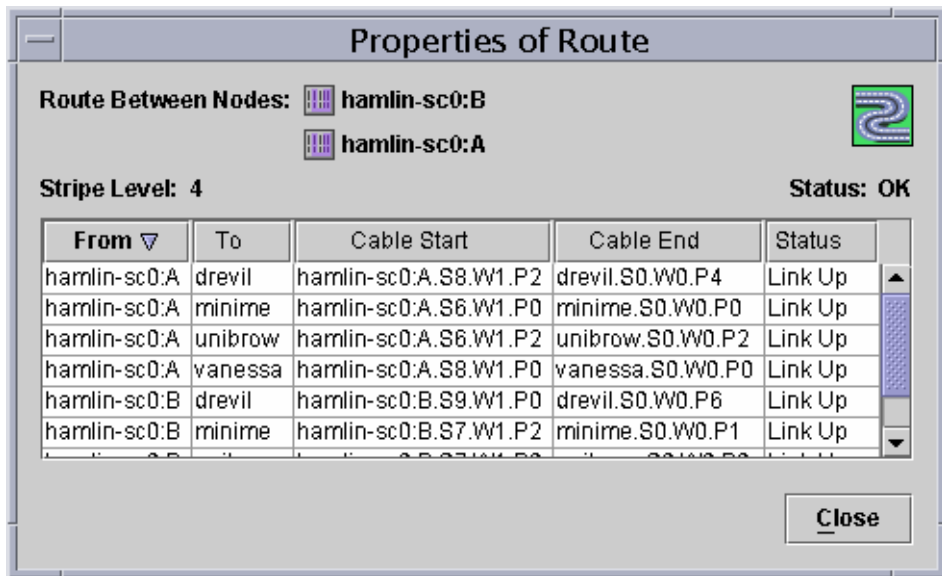 Properties of Route
Route Between Nodes: hamlin-sc0:B
hamlin-sc0:A
Stripe Level: 4 Status: OK
From To Cable Start Cable End Status
hamlin-sc0:A drevil hamlin-sc0:A.S8.W1.P2 drevil.S0.W0.P4 Link Up
hamlin-sc0:A minime hamlin-sc0:A.S6.W1.P0 minime.S0.W0.P0 Link Up
hamlin-sc0:A unibrow hamlin-sc0:A.S6.W1.P2 unibrow.S0.W0.P2 Link Up
hamlin-sc0:A vanessa hamlin-sc0:A.S8.W1.P0 vanessa.S0.W0.P0 Link Up
hamlin-sc0:B drevil hamlin-sc0:B.S9.W1.P0 drevil.S0.W0.P6 Link Up
hamlin-sc0:B minime hamlin-sc0:B.S7.W1.P2 minime.S0.W0.P1 Link Up
Close